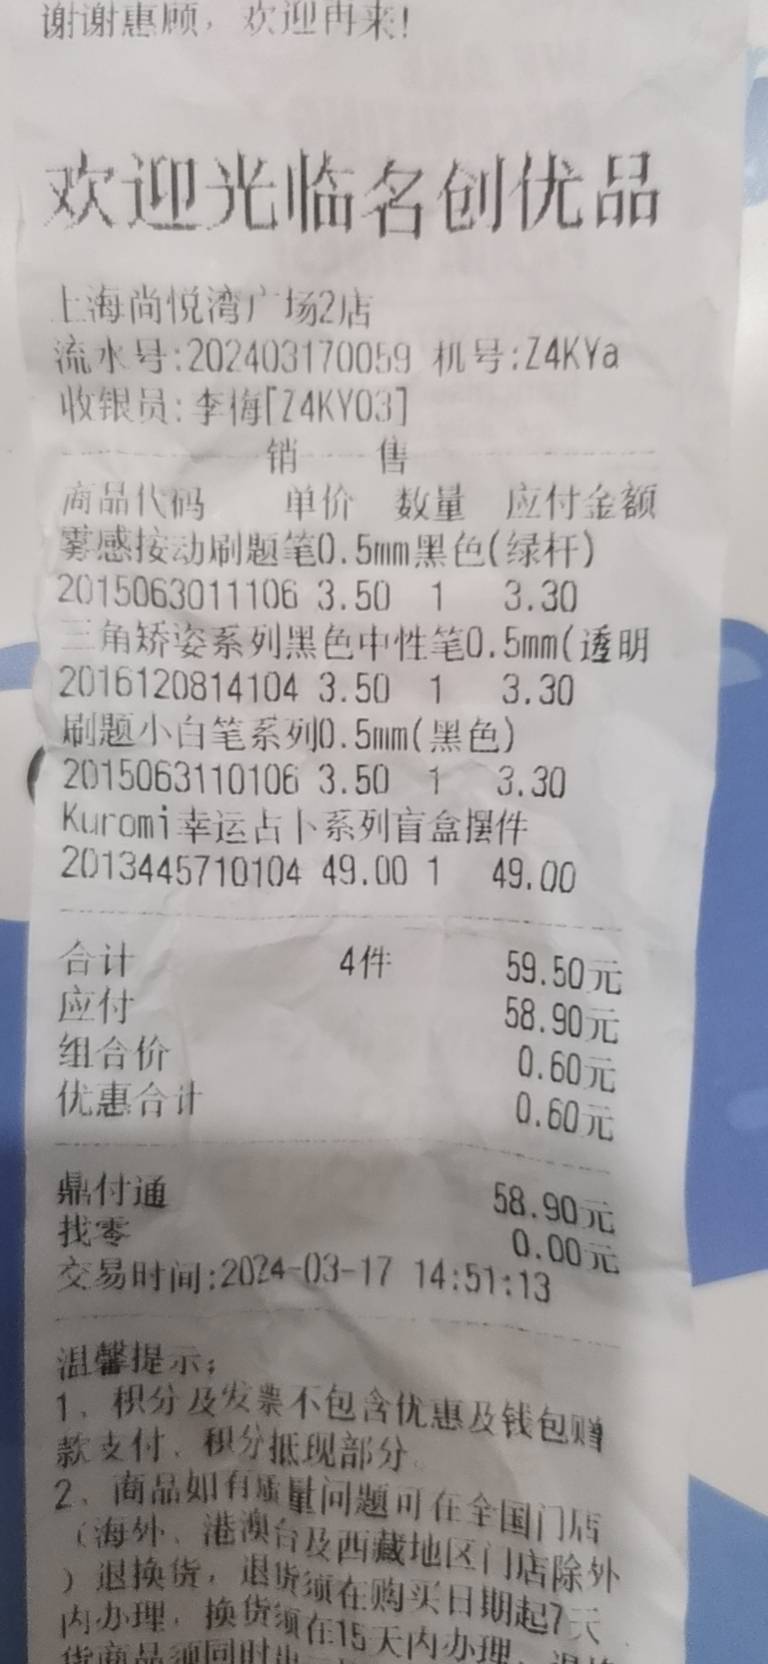 谢谢惠顾，欢迎再来!
欢迎光临名创优品
上海尚悦湾广场2店
流水号:202403170059 机号:Z4KYa
收银员:李梅[Z4KY03]
销 售
商品代码 单价 数量 应付金额
雾感按动刷题笔0.5mm黑色(绿杆)
2015063011106 3.50 1 3.30
三角矫姿系列黑色中性笔0.5mm(透明
2016120814104 3.50 1 3.30
刷题小白笔系列0.5mm(黑色)
2015063110106 3.50 1 3.30
Kuromi幸运占卜系列盲盒摆件
2013445710104 49.00 1 49.00
合计 4件 59.50元
应付 58.90元
组合价 0.60元
优惠合计 0.60元
鼎付通 58.90元
找零 0.00元
交易时间:2024-03-17 14:51:13
温馨提示;
1、积分及发票不包含优惠及钱包赠
款支付、积分抵现部分。
2、商品如有质量问题可在全国门店
（海外、港澳台及西藏地区门店除外
）退换货，退货须在购买日期起7天
内办理，换货须在15天内办理，退换
货商品须同时出